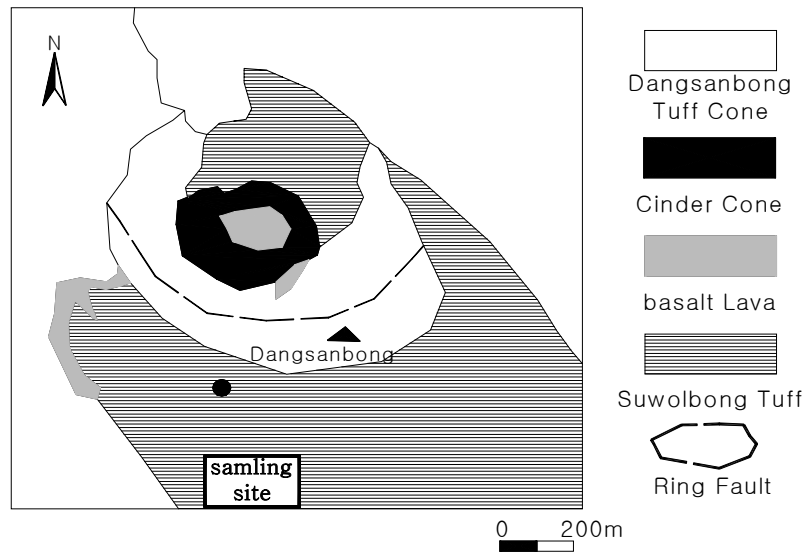 N
Dangsanbong
samling
site
0 200m
Dangsanbong
Tuff Cone
Cinder Cone
basalt Lava
Suwolbong Tuff
Ring Fault